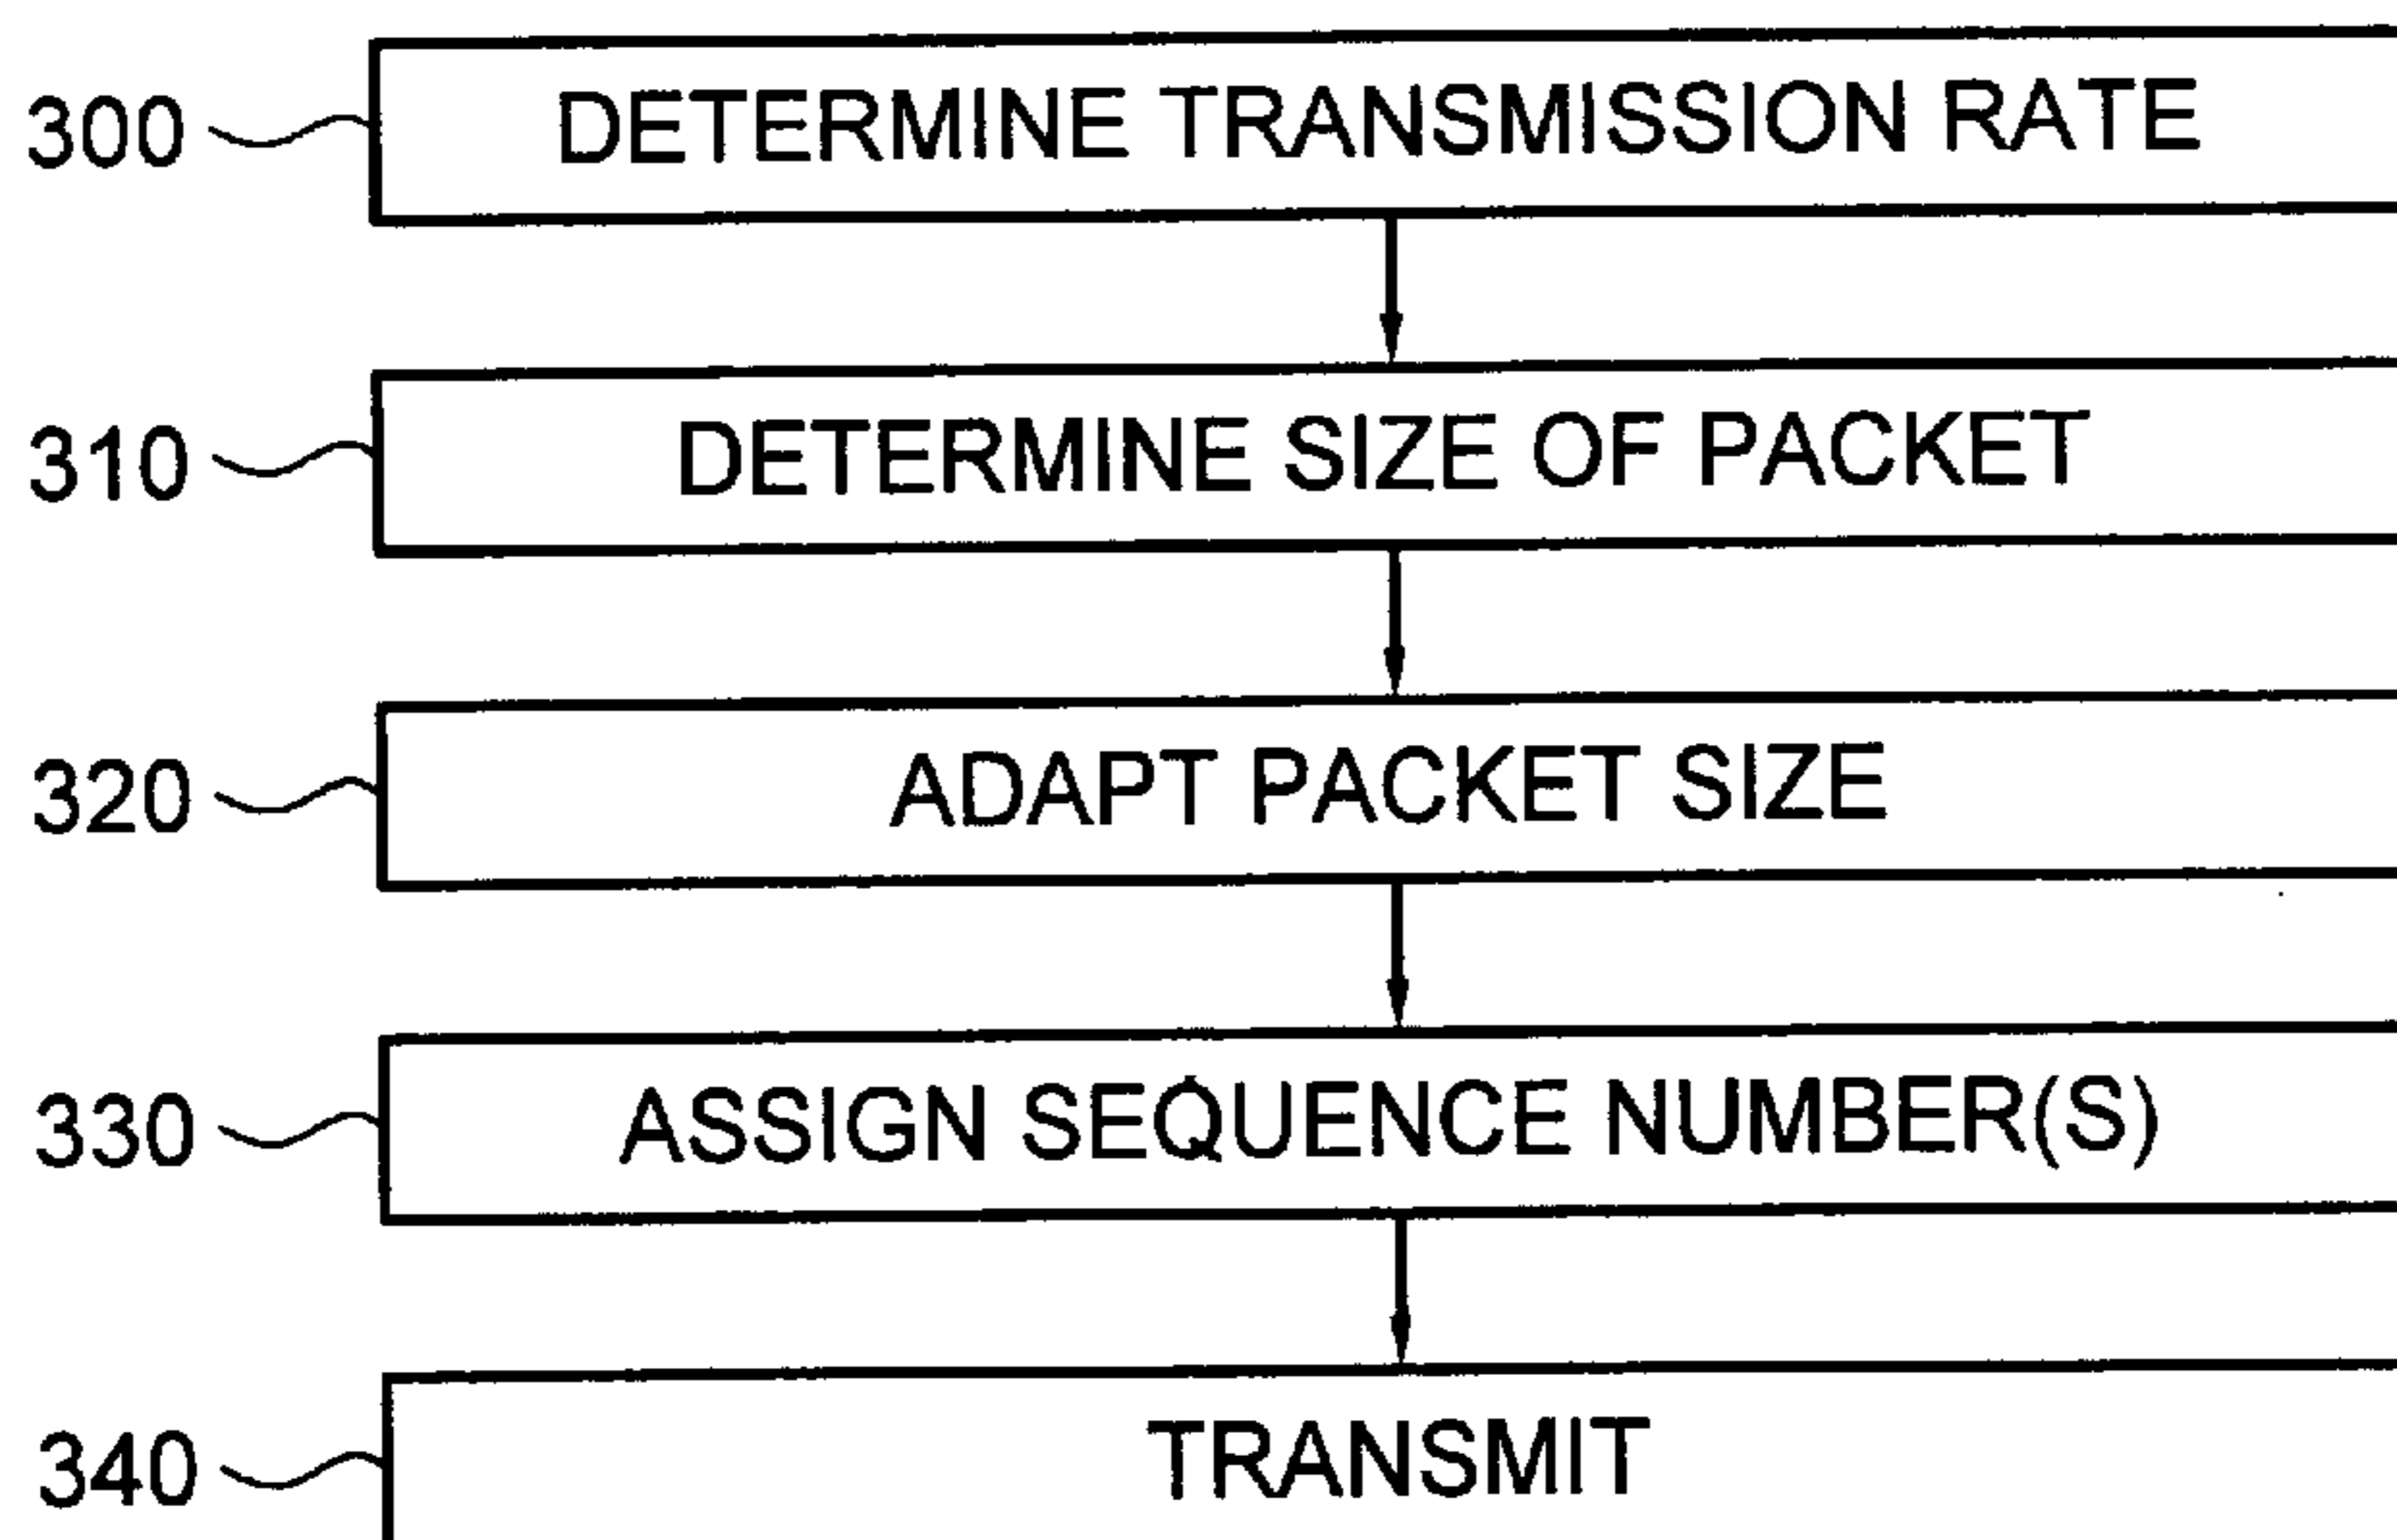 300 DETERMINE TRANSMISSION RATE
310 DETERMINE SIZE OF PACKET
320 ADAPT PACKET SIZE
330 ASSIGN SEQUENCE NUMBER(S)
340 TRANSMIT